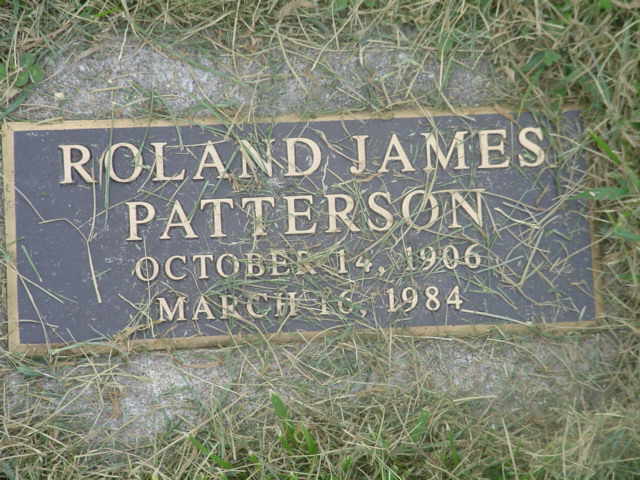 ROLAND JAMES
PATTERSON
OCTOBER 14, 1906
MARCH 16, 1984